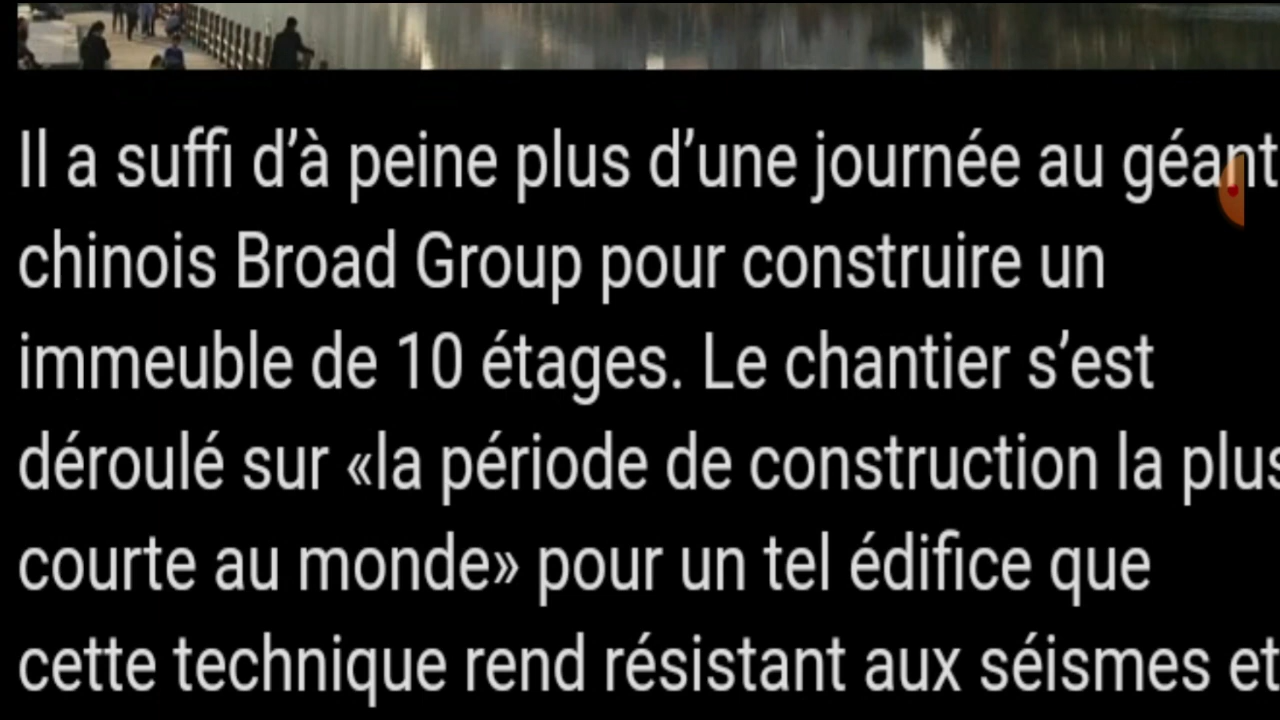 Il a suffi d’à peine plus d’une journée au géant
chinois Broad Group pour construire un
immeuble de 10 étages. Le chantier s’est
déroulé sur «la période de construction la plus
courte au monde» pour un tel édifice que
cette technique rend résistant aux séismes et